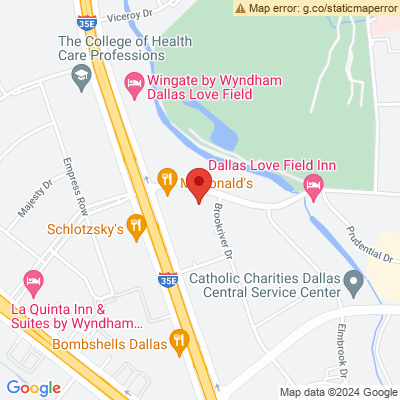 Viceroy Dr
Map error: g.co/staticmaperror
35E
The College of Health
Care Professions
Wingate by Wyndham
Dallas Love Field
Majesty Dr
Empress Row
McDonald's
Dallas Love Field Inn
Schlotzsky's
Brookriver Dr
Prudential Dr
35E
La Quinta Inn &
Suites by Wyndham...
Catholic Charities Dallas
Central Service Center
Bombshells Dallas
Elmbrook Dr
Google
Map data ©2024 Google